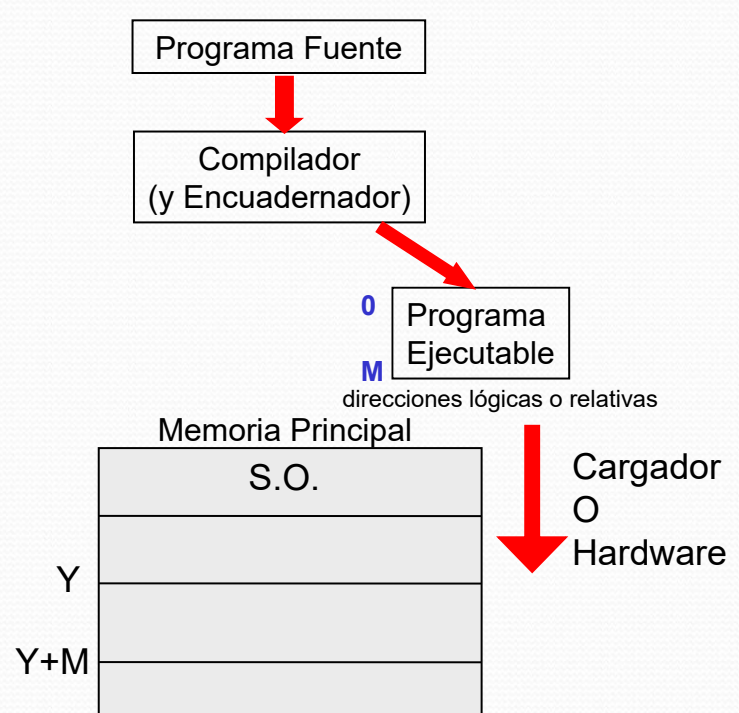 Programa Fuente
Compilador
(y Encuadernador)
0
Programa
Ejecutable
M
direcciones lógicas o relativas
Memoria Principal
S.O.
Cargador
O
Hardware
Y
Y+M